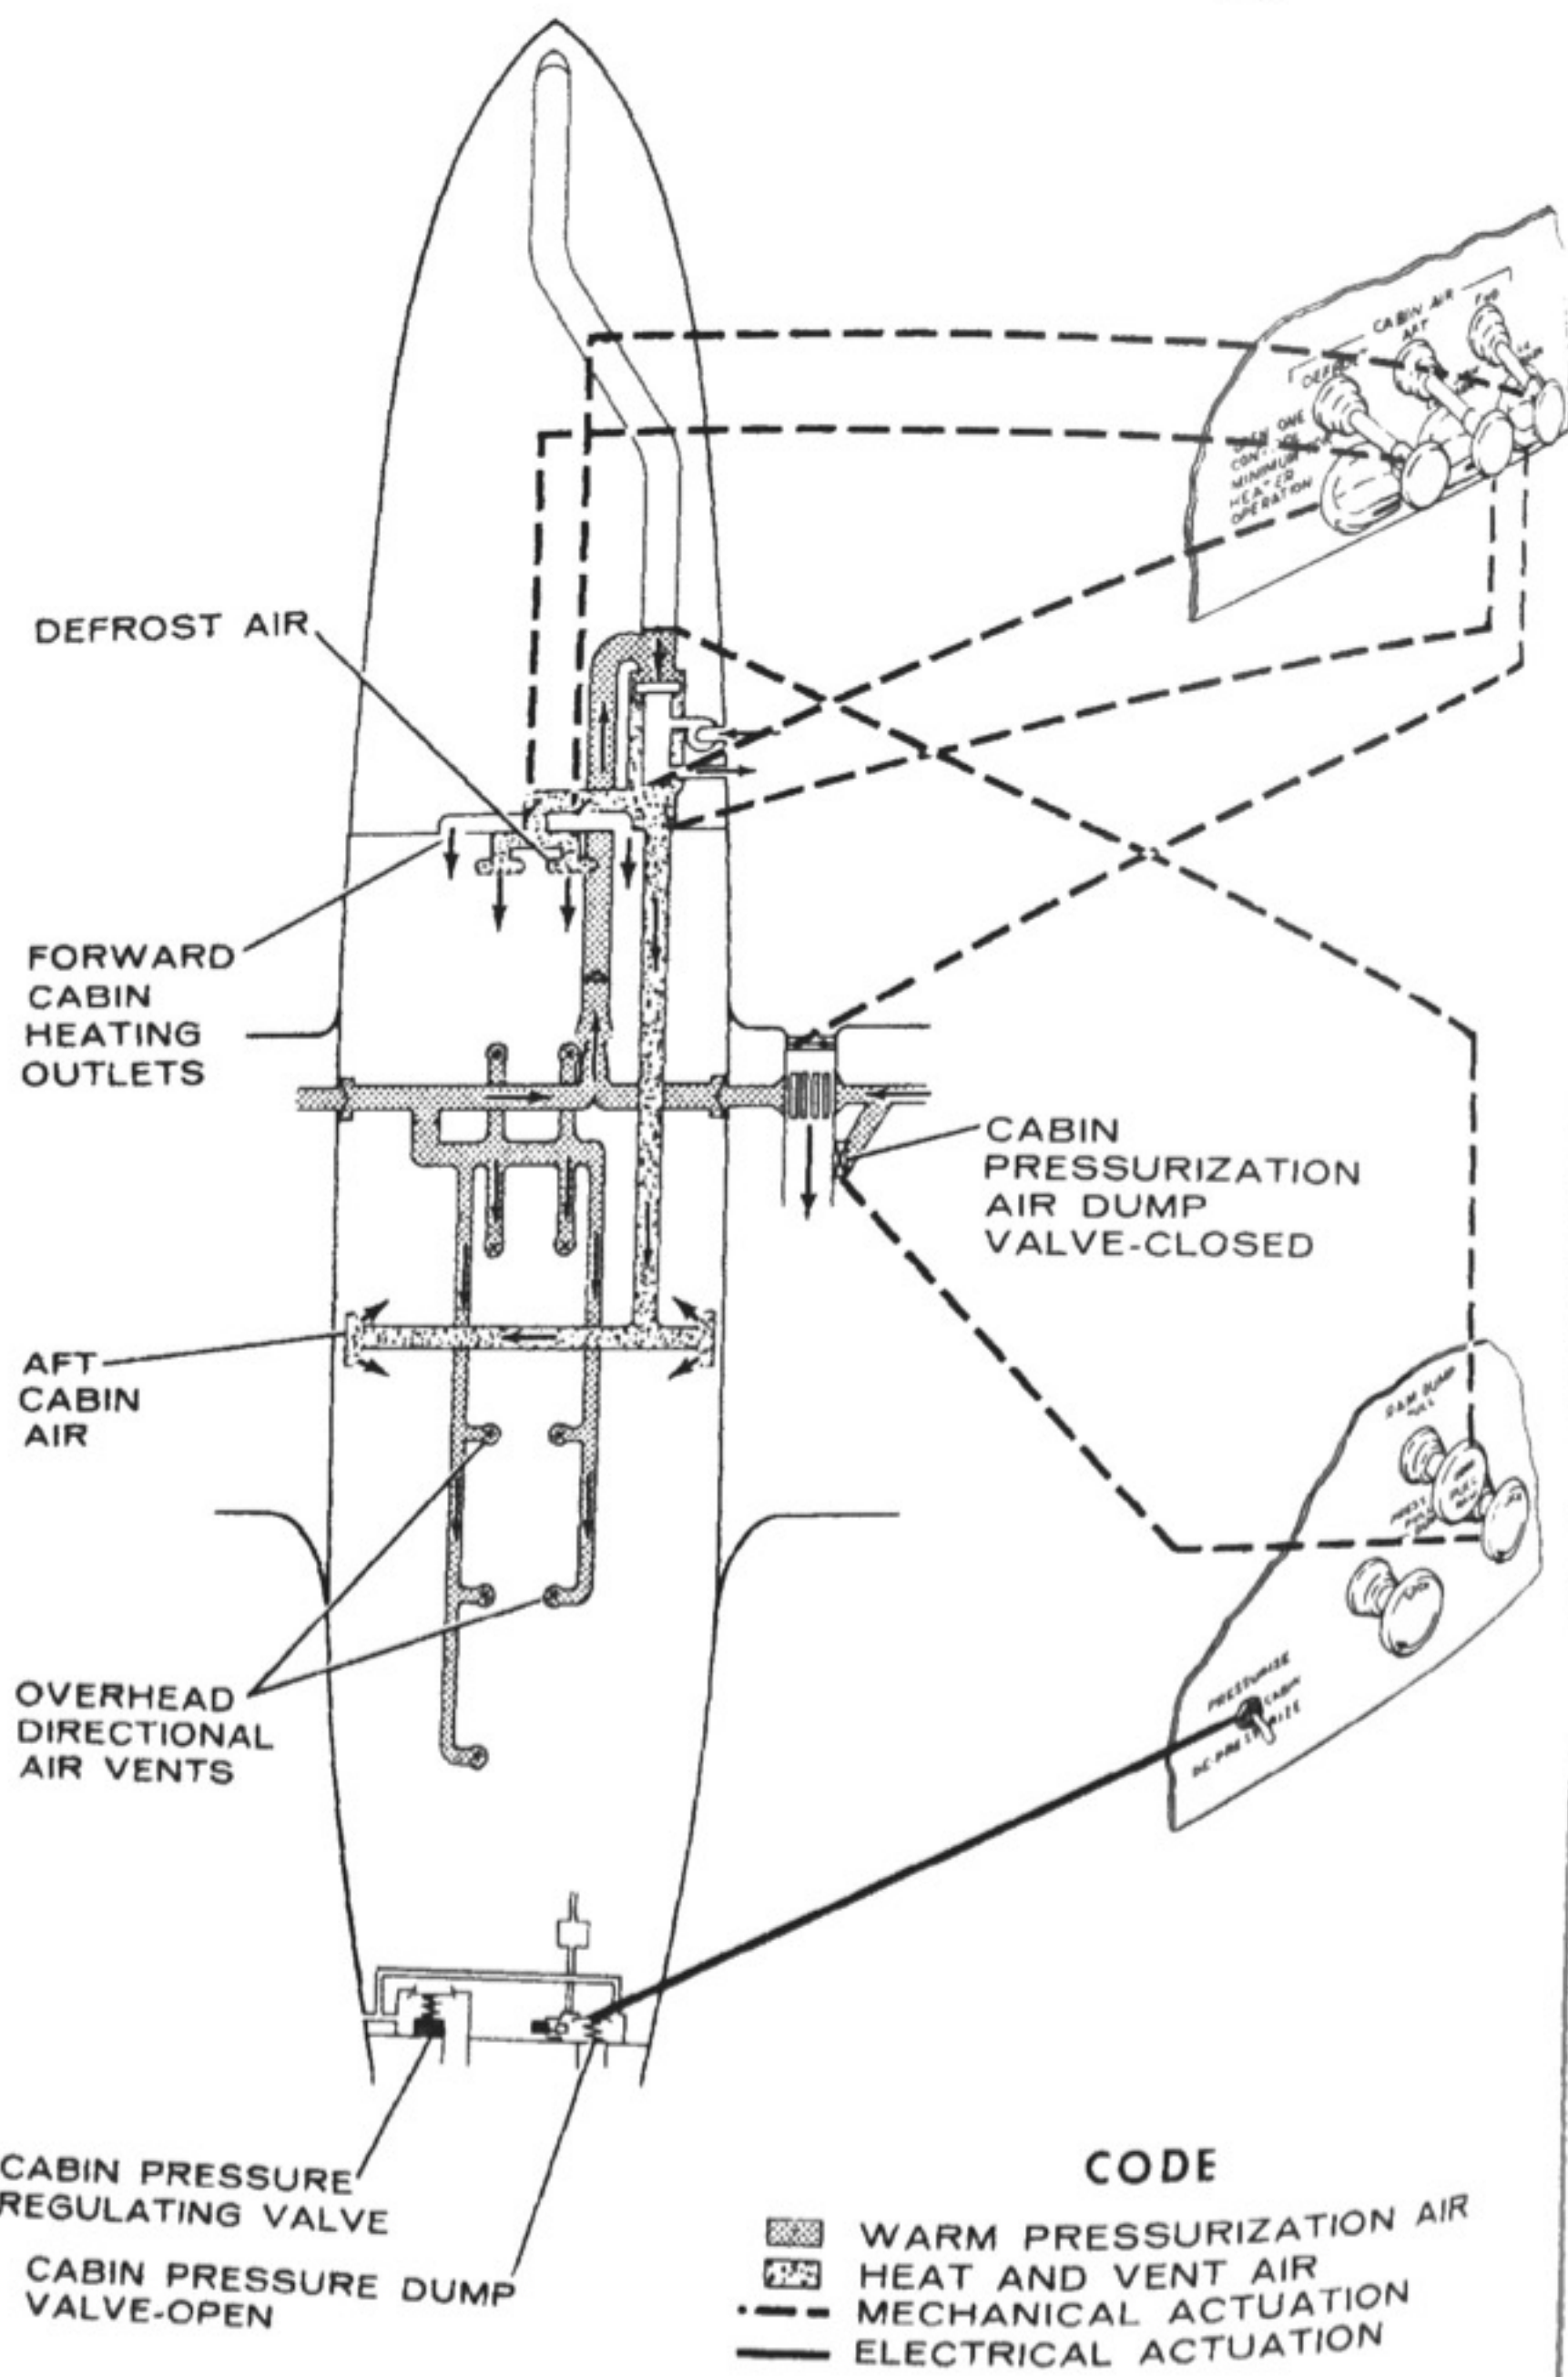 CABIN AIR
FWD
AFT
DEFROST
OPEN ONE
MINIMUM
HEATER
OPERATION
DEFROST AIR
FORWARD
CABIN
HEATING
OUTLETS
CABIN
PRESSURIZATION
AIR DUMP
VALVE-CLOSED
AFT
CABIN
AIR
RAM DUMP
PULL
OVERHEAD
DIRECTIONAL
AIR VENTS
PRESSURIZE
CABIN
CABIN PRESSURE
REGULATING VALVE
CABIN PRESSURE DUMP
VALVE-OPEN
CODE
WARM PRESSURIZATION AIR
HEAT AND VENT AIR
MECHANICAL ACTUATION
ELECTRICAL ACTUATION